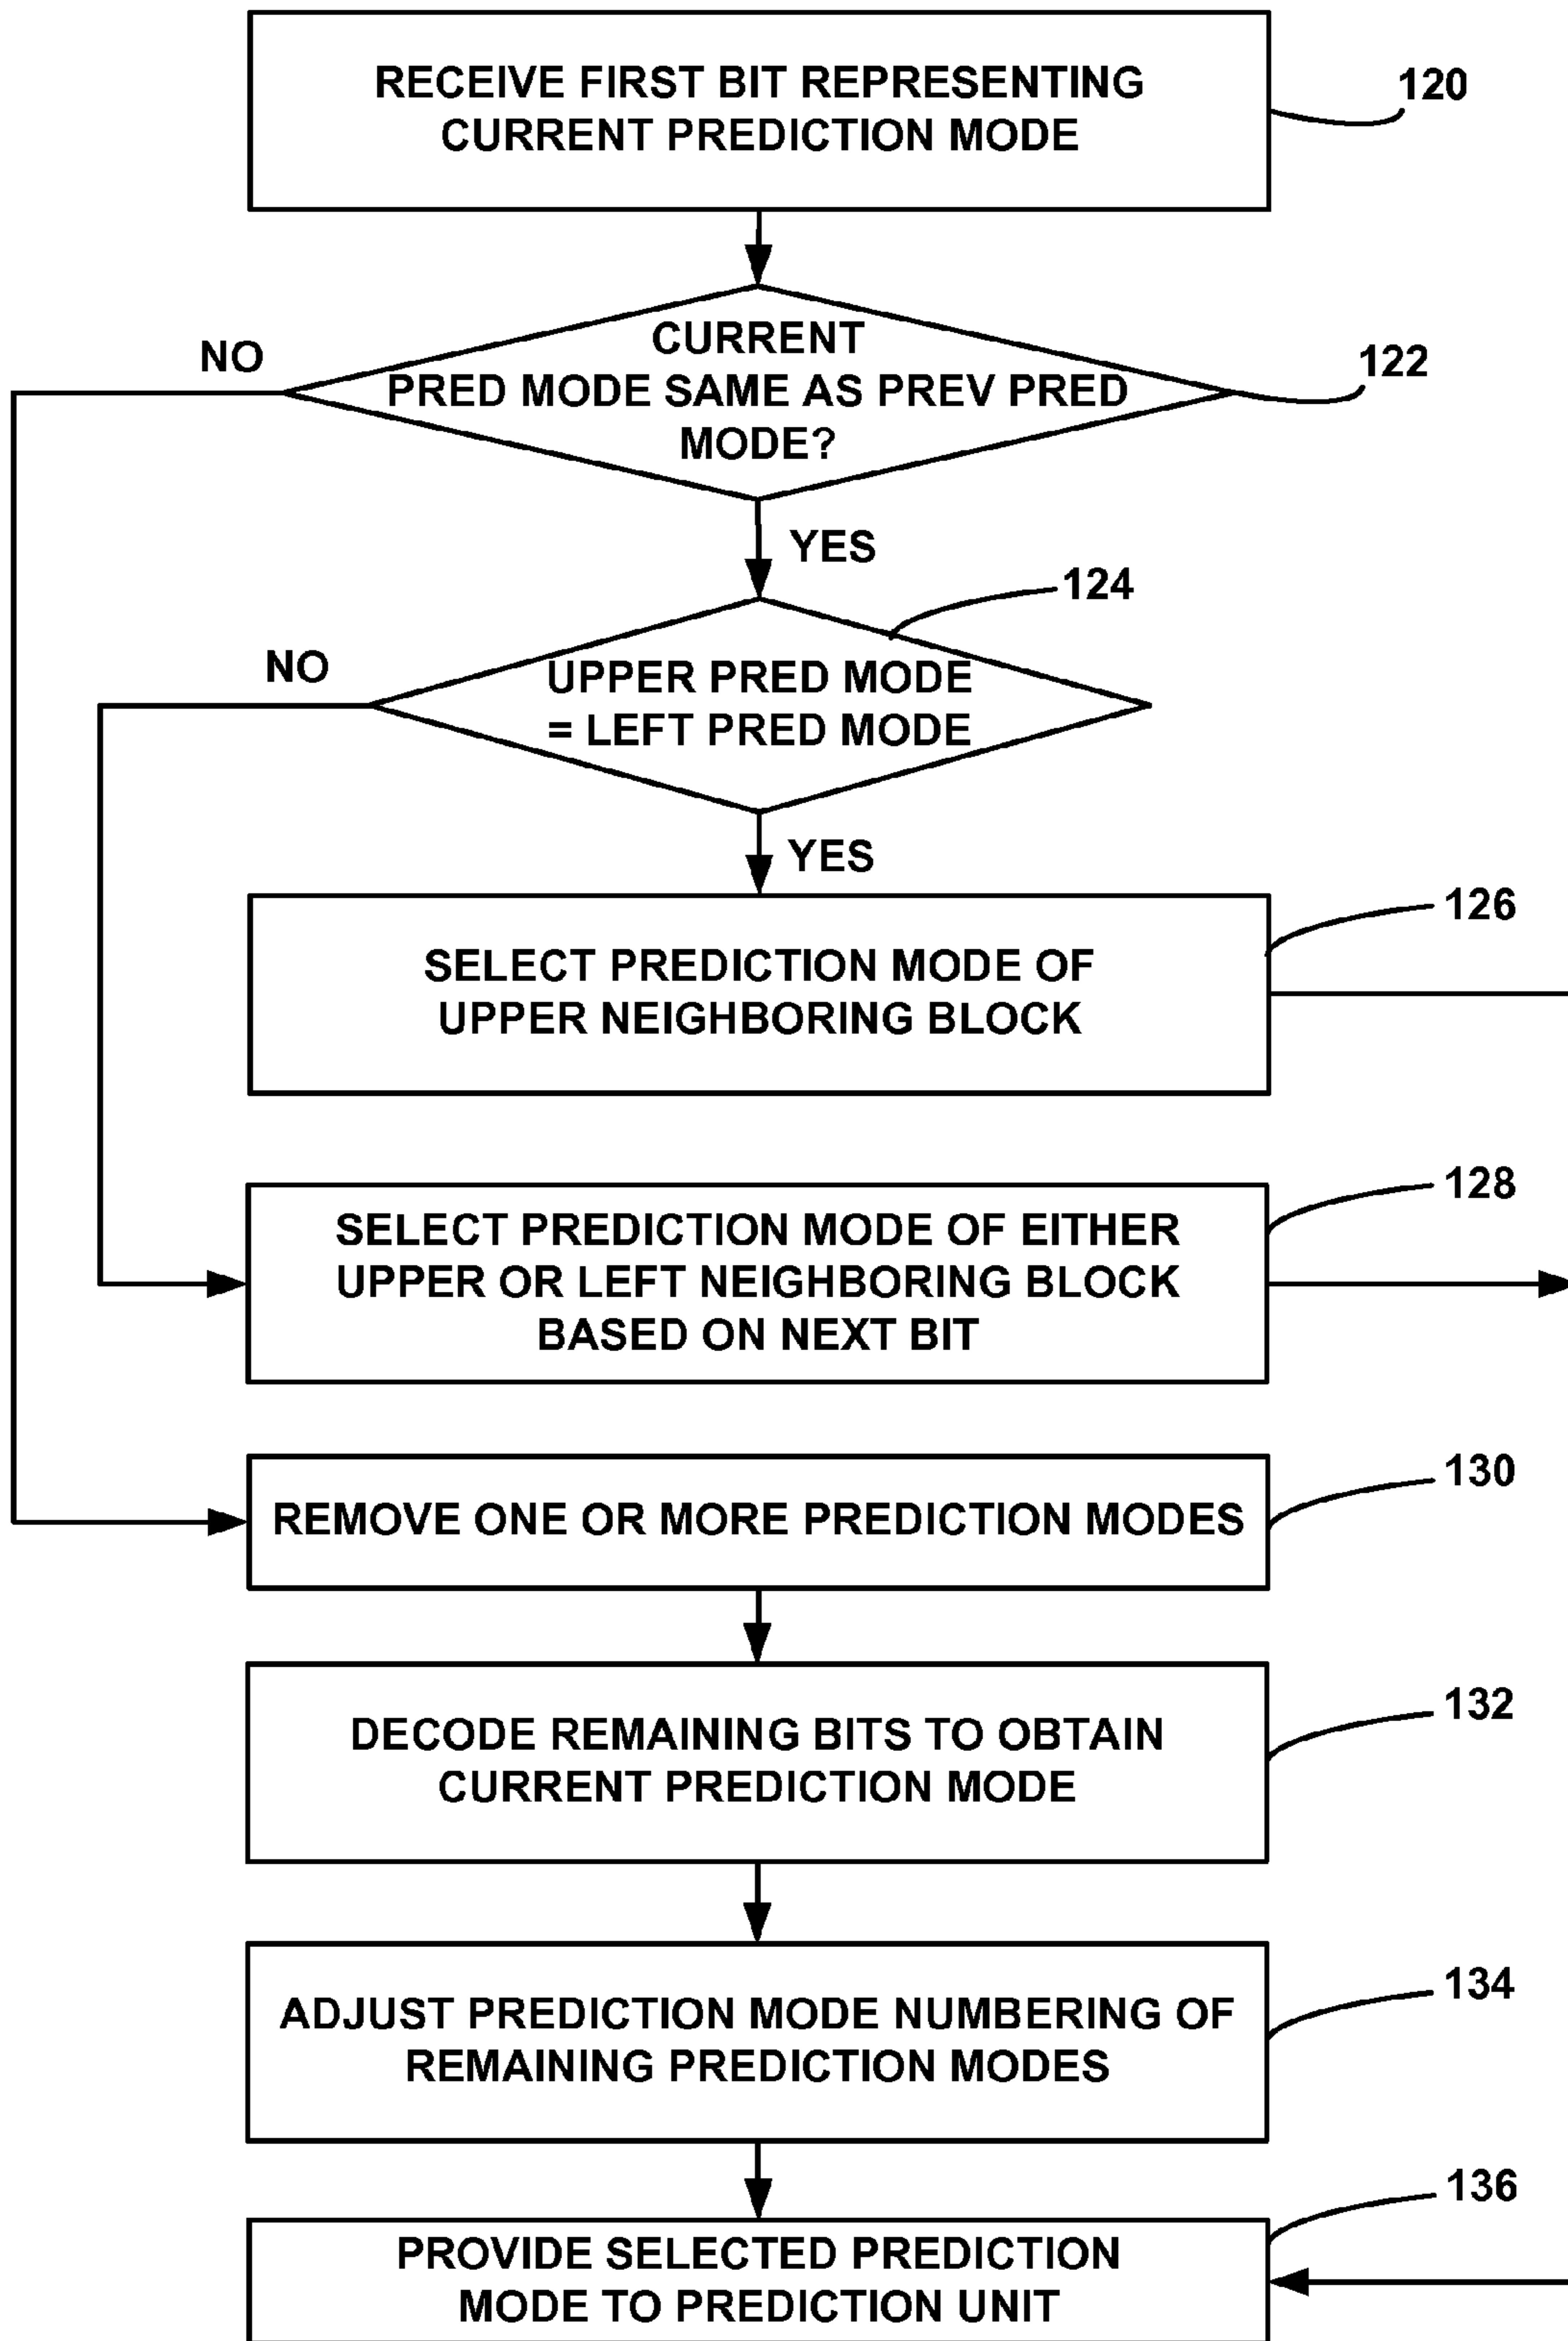 RECEIVE FIRST BIT REPRESENTING
CURRENT PREDICTION MODE
120
CURRENT
PRED MODE SAME AS PREV PRED
MODE?
NO
122
YES
124
UPPER PRED MODE
= LEFT PRED MODE
NO
YES
126
SELECT PREDICTION MODE OF
UPPER NEIGHBORING BLOCK
128
SELECT PREDICTION MODE OF EITHER
UPPER OR LEFT NEIGHBORING BLOCK
BASED ON NEXT BIT
130
REMOVE ONE OR MORE PREDICTION MODES
132
DECODE REMAINING BITS TO OBTAIN
CURRENT PREDICTION MODE
134
ADJUST PREDICTION MODE NUMBERING OF
REMAINING PREDICTION MODES
136
PROVIDE SELECTED PREDICTION
MODE TO PREDICTION UNIT